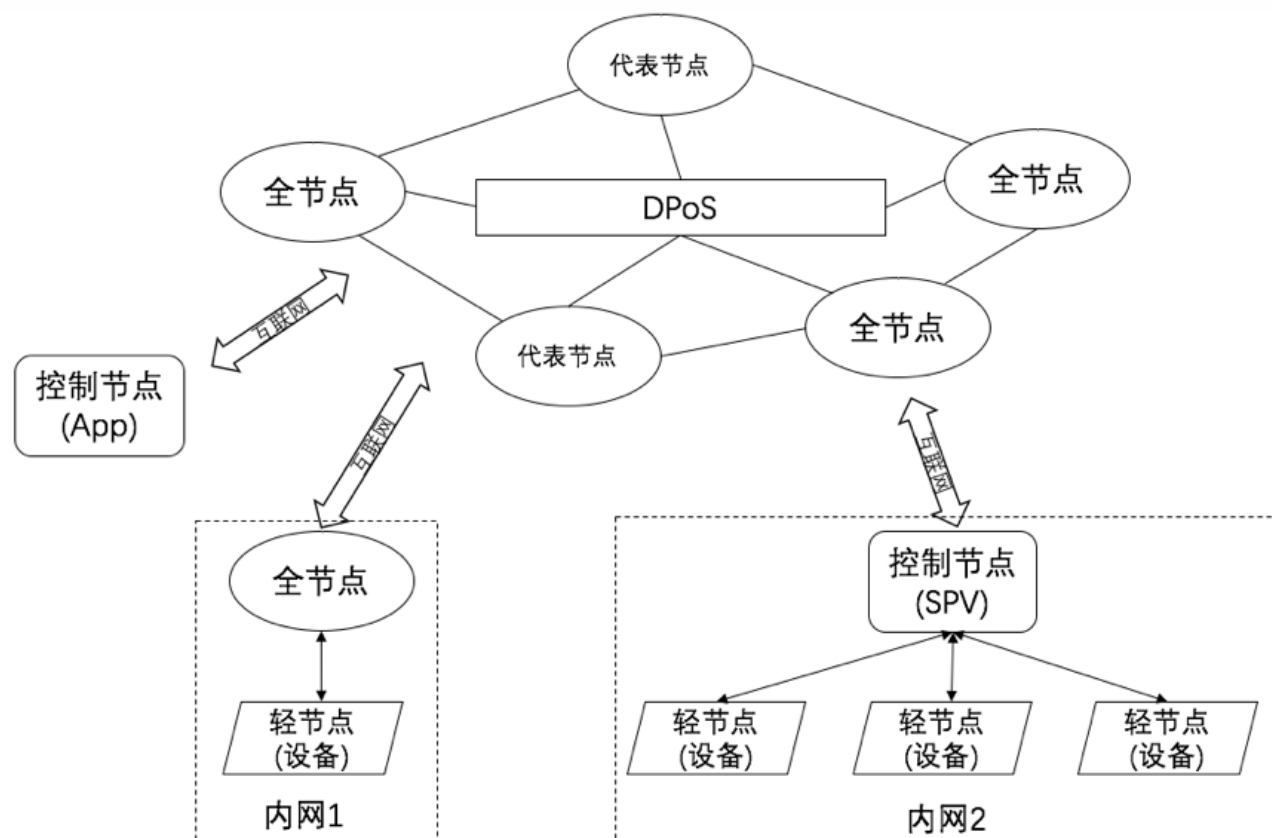 代表节点
全节点
全节点
DPoS
互联网
全节点
代表节点
控制节点
(App)
互联网
互联网
全节点
控制节点
(SPV)
轻节点
(设备)
轻节点
(设备)
轻节点
(设备)
轻节点
(设备)
内网1
内网2